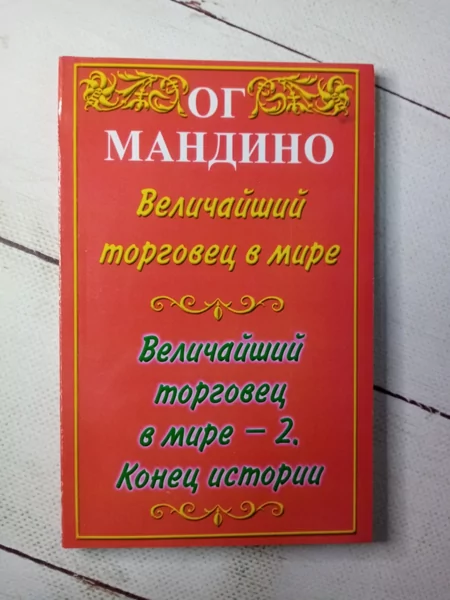 ОГ
МАНДИНО
Величайший
торговец в мире
Величайший
торговец
в мире – 2.
Конец истории